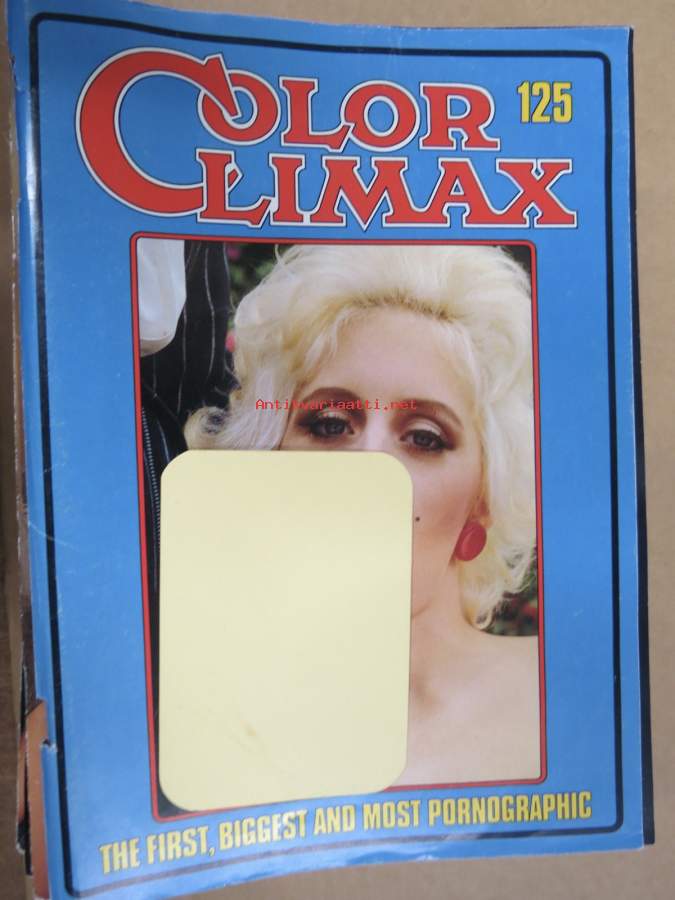 COLOR
CLIMAX
125
Antikvariaatti.net
THE FIRST, BIGGEST AND MOST PORNOGRAPHIC